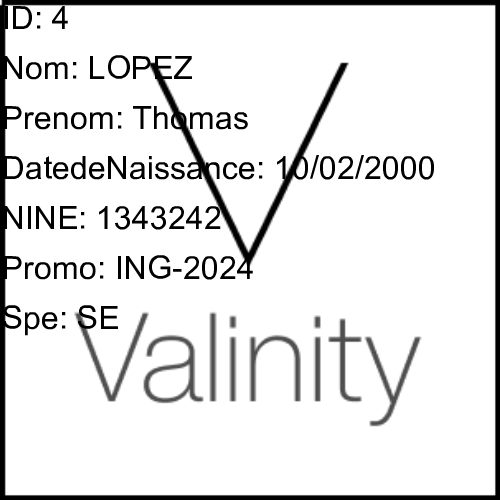 ID: 4
Nom: LOPEZ
Prenom: Thomas
DatedeNaissance: 10/02/2000
NINE: 1343242
Promo: ING-2024
Spe: SE
Valinity